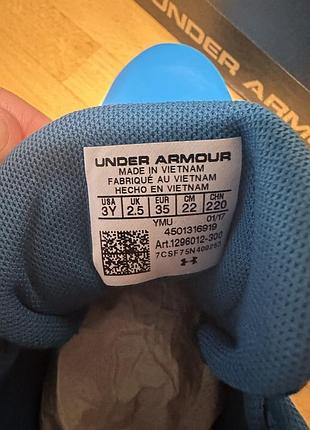 UNDER ARM
UNDER ARMOUR
MADE IN VIETNAM
FABRIQUÉ AU VIETNAM
HECHO EN VIETNAM
USA UK EUR CM CHN
3Y 2.5 35 22 220
YMU 01/17
4501316919
Art.1296012-300